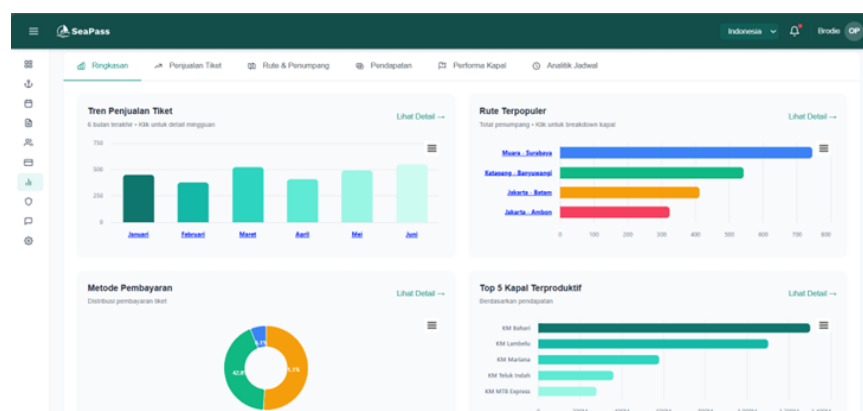 SeaPass
Indonesia
Brodie
OP
Ringkasan
Penjualan Tiket
Rute & Penumpang
Pendapatan
Performa Kapal
Analitik Jadwal
Tren Penjualan Tiket
6 bulan terakhir • Klik untuk detail mingguan
Lihat Detail →
750
500
250
0
Januari Februari Maret April Mei Juni
Rute Terpopuler
Total penumpang • Klik untuk breakdown kapal
Lihat Detail →
Muara - Surabaya
Ketapang - Banyuwangi
Jakarta - Batam
Jakarta - Ambon
0 100 200 300 400 500 600 700 800
Metode Pembayaran
Distribusi pembayaran tiket
Lihat Detail →
Top 5 Kapal Terproduktif
Berdasarkan pendapatan
Lihat Detail →
KM Bahari
KM Lambelu
KM Mariana
KM Teluk Indah
KM MTB Express